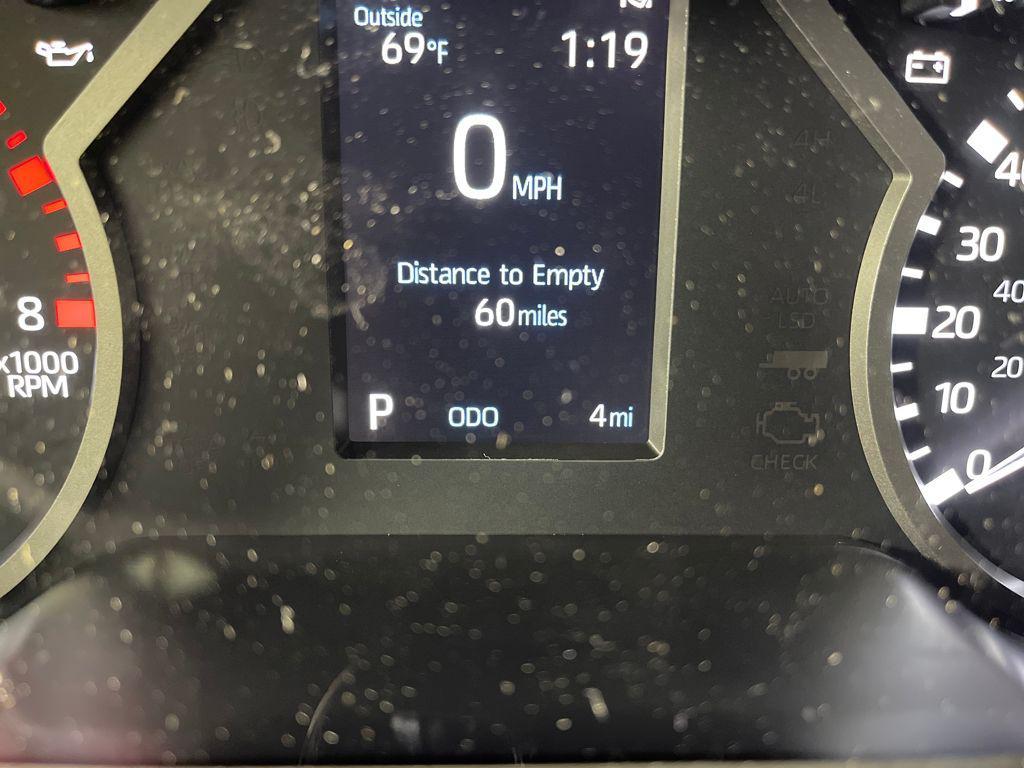 Outside
69°F 1:19
0 MPH
Distance to Empty
60 miles
P ODO 4mi
8
x1000
RPM
4H
4L
AUTO
LSD
CHECK
40
30
40
20
20
10
0